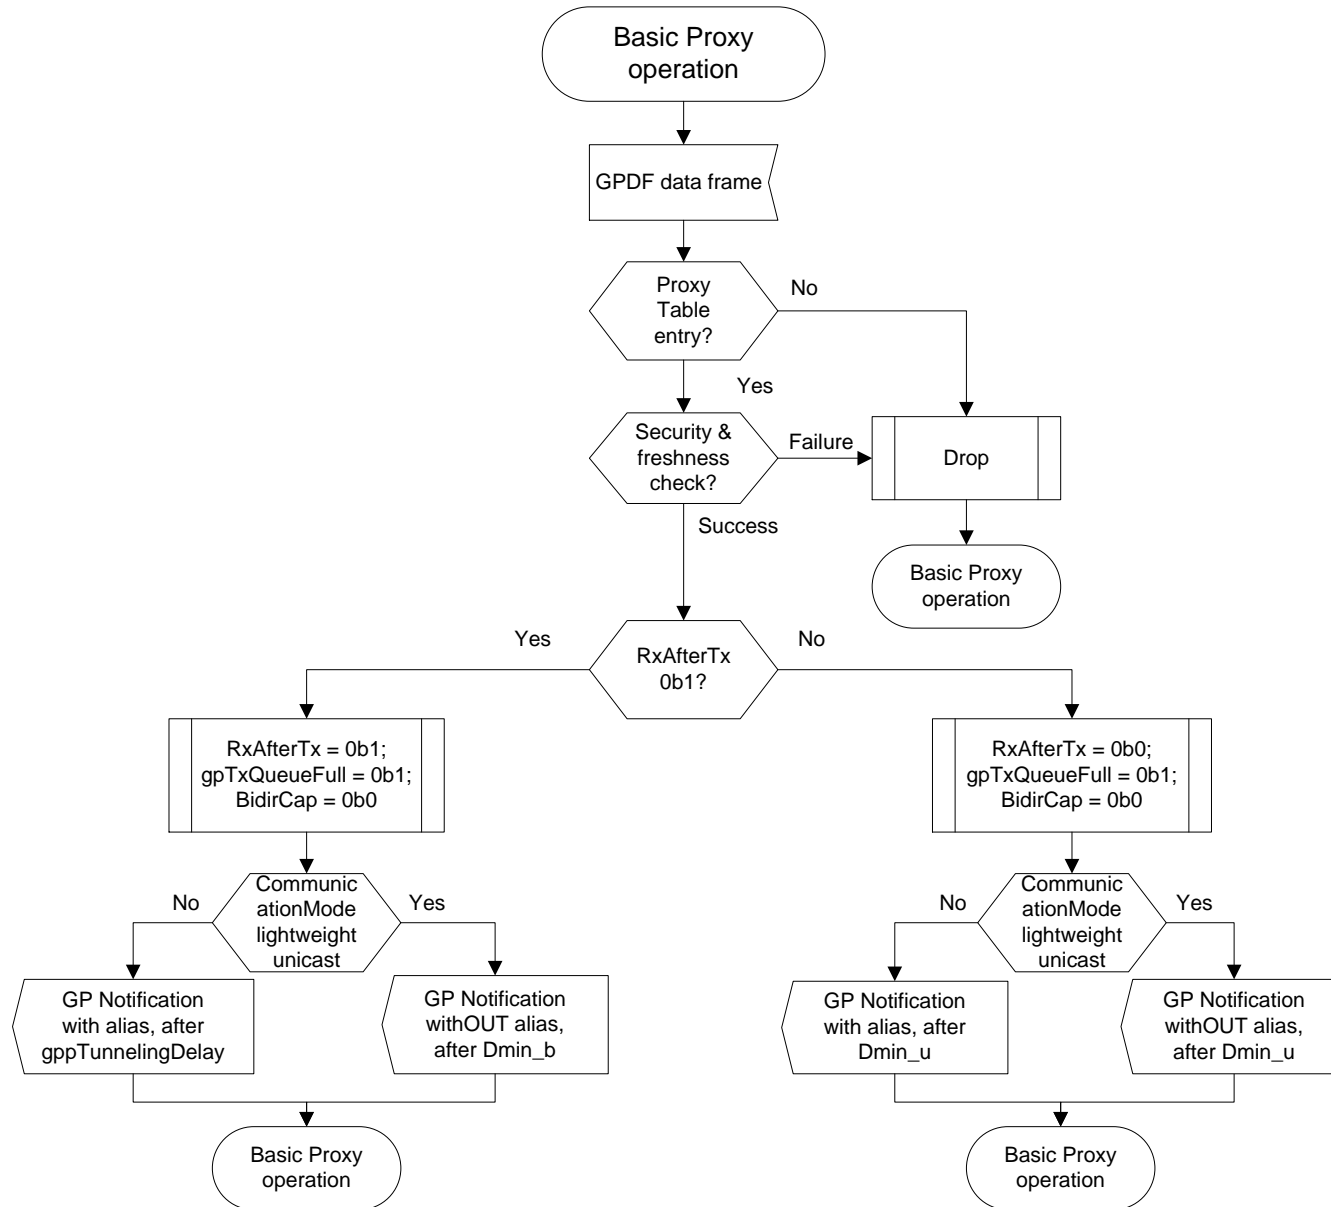 Basic Proxy
operation
GPDF data frame
Proxy
Table
entry?
No
Yes
Security &
freshness
check?
Failure
Drop
Success
Basic Proxy
operation
Yes
RxAfterTx
0b1?
No
RxAfterTx = 0b1;
gpTxQueueFull = 0b1;
BidirCap = 0b0
RxAfterTx = 0b0;
gpTxQueueFull = 0b1;
BidirCap = 0b0
No
Communic
ationMode
lightweight
unicast
Yes
No
Communic
ationMode
lightweight
unicast
Yes
GP Notification
with alias, after
gppTunnelingDelay
GP Notification
withOUT alias,
after Dmin_b
GP Notification
with alias, after
Dmin_u
GP Notification
withOUT alias,
after Dmin_u
Basic Proxy
operation
Basic Proxy
operation